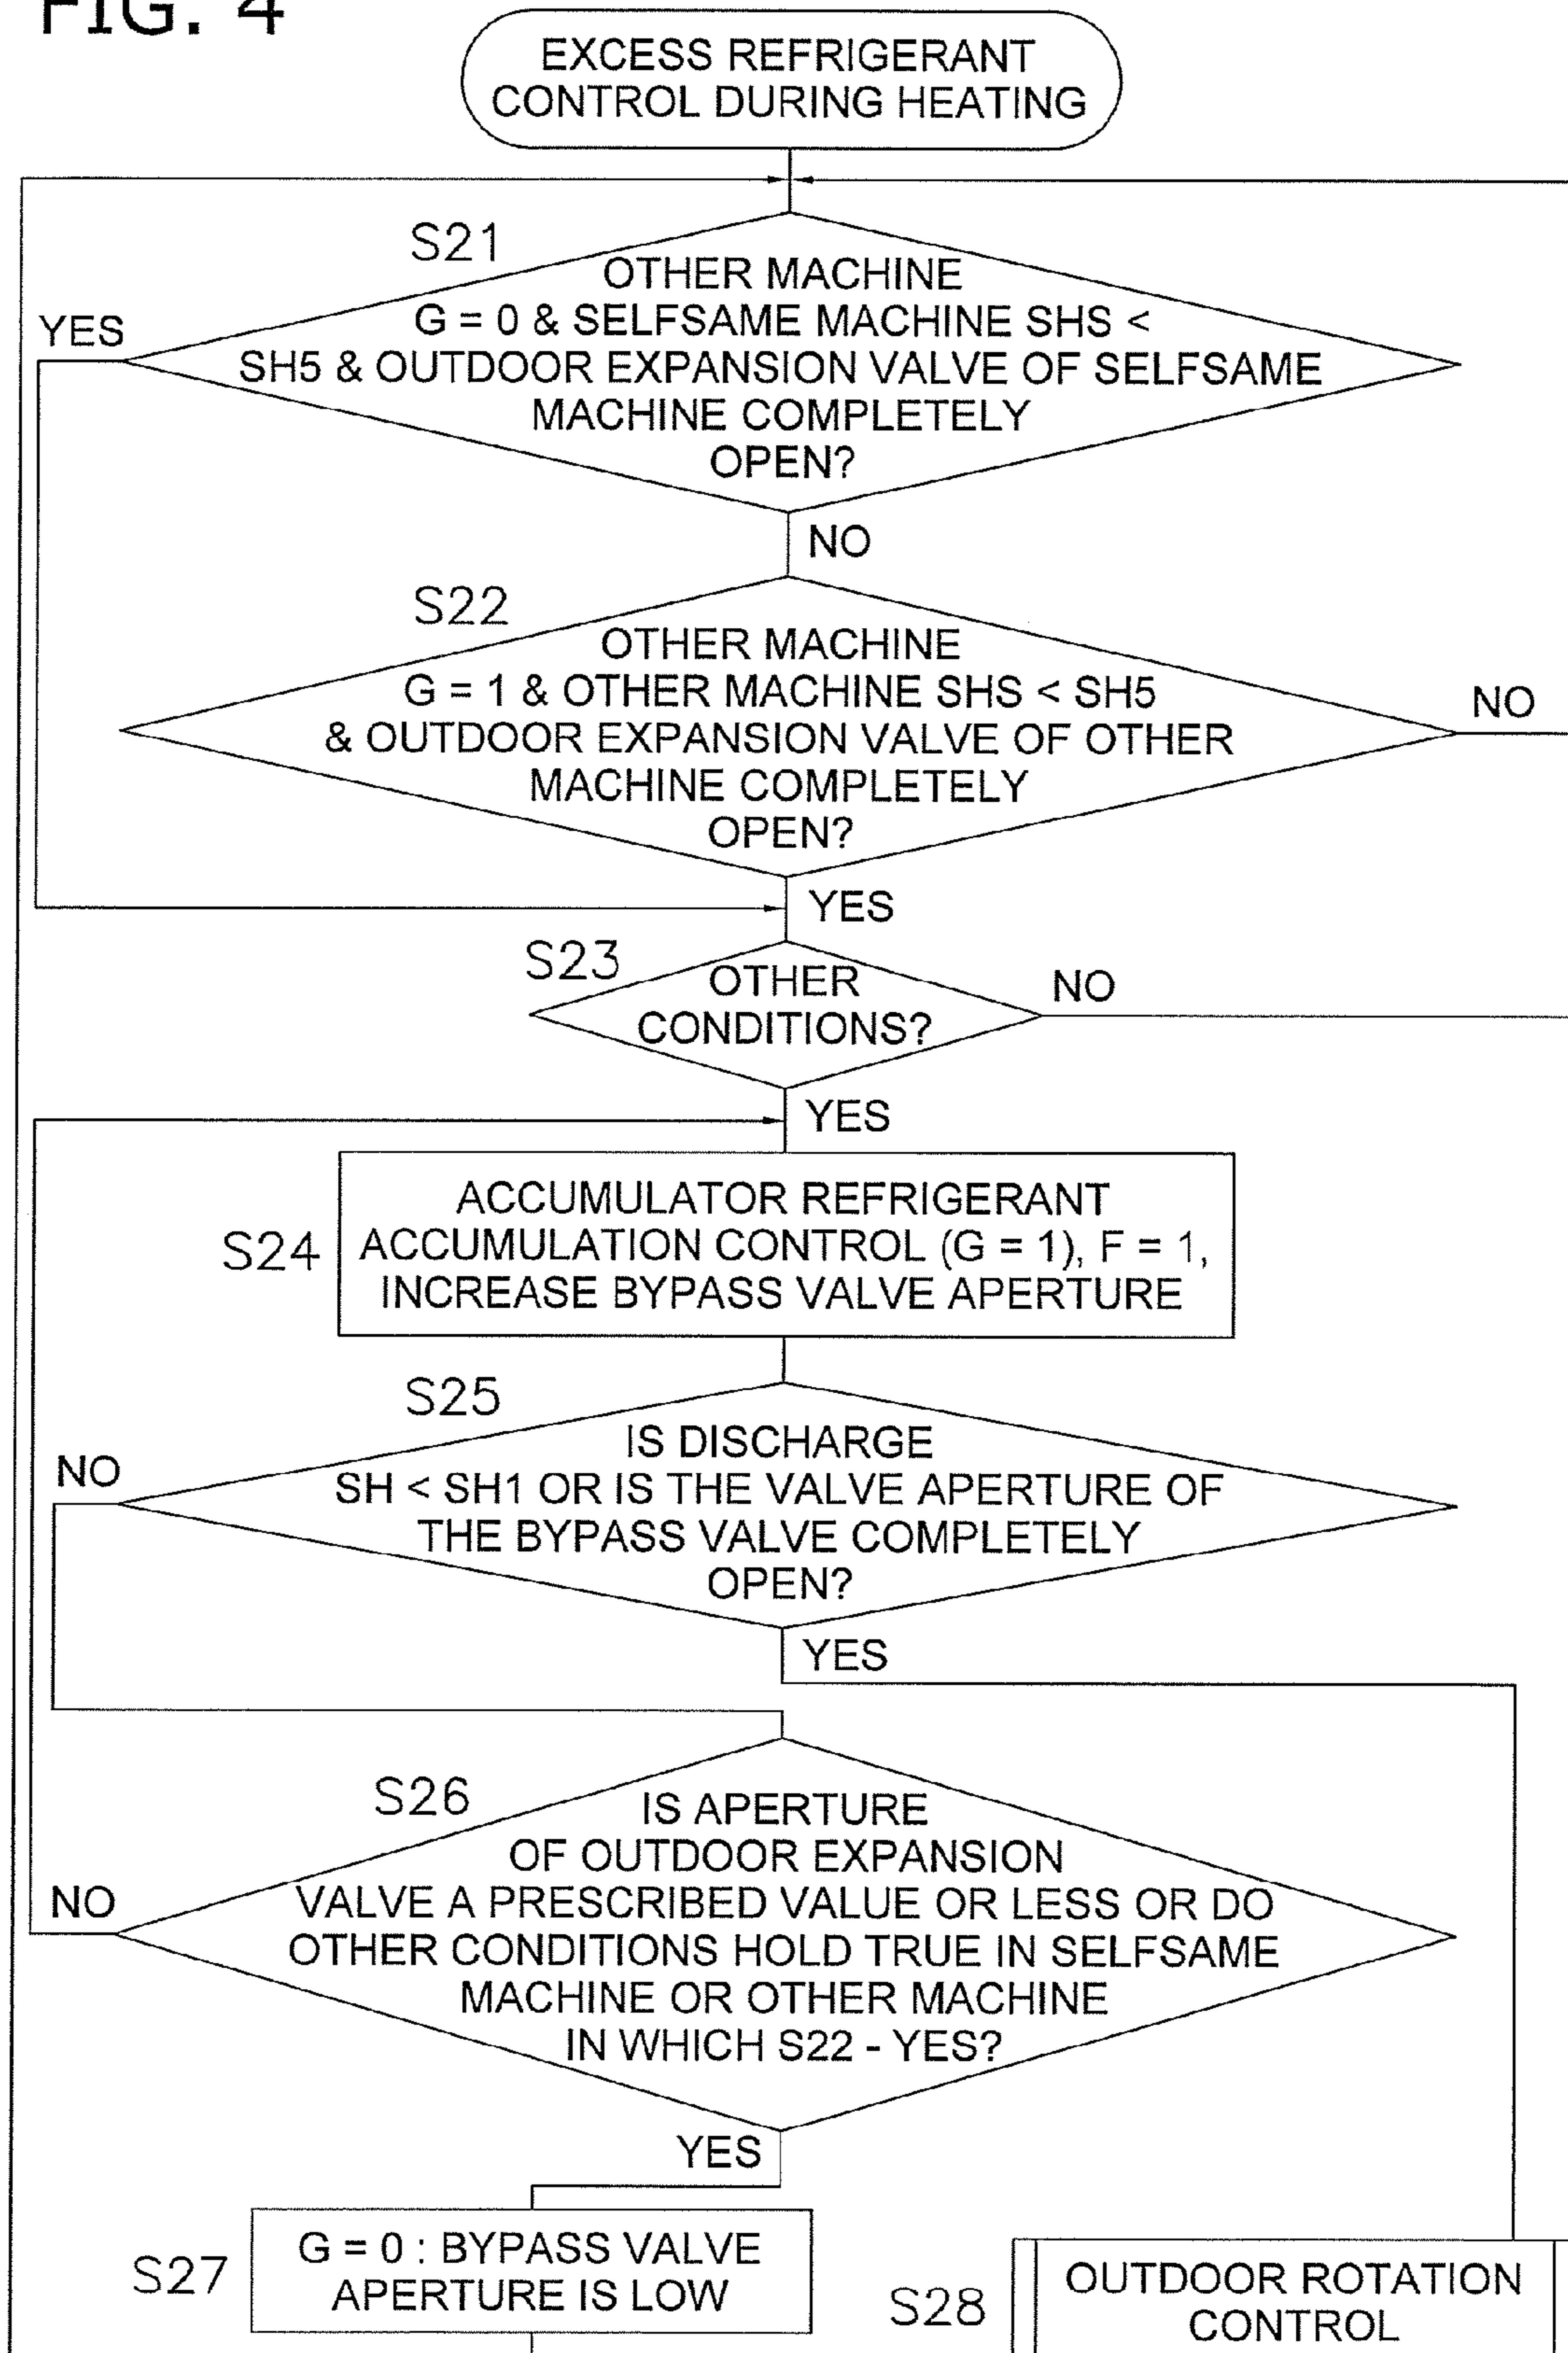 FIG. 4
EXCESS REFRIGERANT
CONTROL DURING HEATING
S21
OTHER MACHINE
G = 0 & SELFSAME MACHINE SHS <
SH5 & OUTDOOR EXPANSION VALVE OF SELFSAME
MACHINE COMPLETELY
OPEN?
YES
NO
S22
OTHER MACHINE
G = 1 & OTHER MACHINE SHS < SH5
& OUTDOOR EXPANSION VALVE OF OTHER
MACHINE COMPLETELY
OPEN?
NO
YES
S23
OTHER
CONDITIONS?
NO
YES
S24
ACCUMULATOR REFRIGERANT
ACCUMULATION CONTROL (G = 1), F = 1,
INCREASE BYPASS VALVE APERTURE
S25
IS DISCHARGE
SH < SH1 OR IS THE VALVE APERTURE OF
THE BYPASS VALVE COMPLETELY
OPEN?
NO
YES
S26
IS APERTURE
OF OUTDOOR EXPANSION
VALVE A PRESCRIBED VALUE OR LESS OR DO
OTHER CONDITIONS HOLD TRUE IN SELFSAME
MACHINE OR OTHER MACHINE
IN WHICH S22 - YES?
NO
YES
S27
G = 0 : BYPASS VALVE
APERTURE IS LOW
S28
OUTDOOR ROTATION
CONTROL